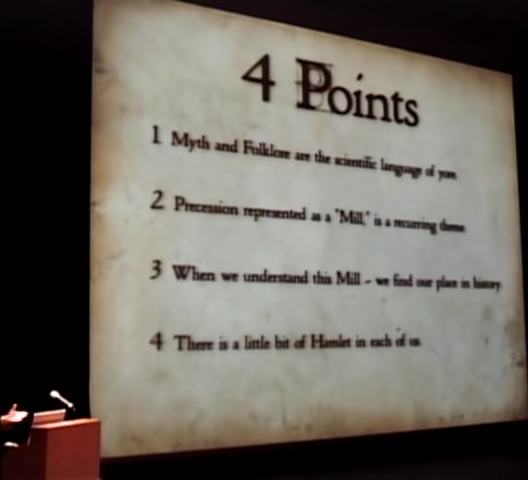 4 Points
1 Myth and Folklore are the scientific language of yore
2 Precession represented as a "Mill," is a recurring theme
3 When we understand this Mill - we find our place in history
4 There is a little bit of Hamlet in each of us